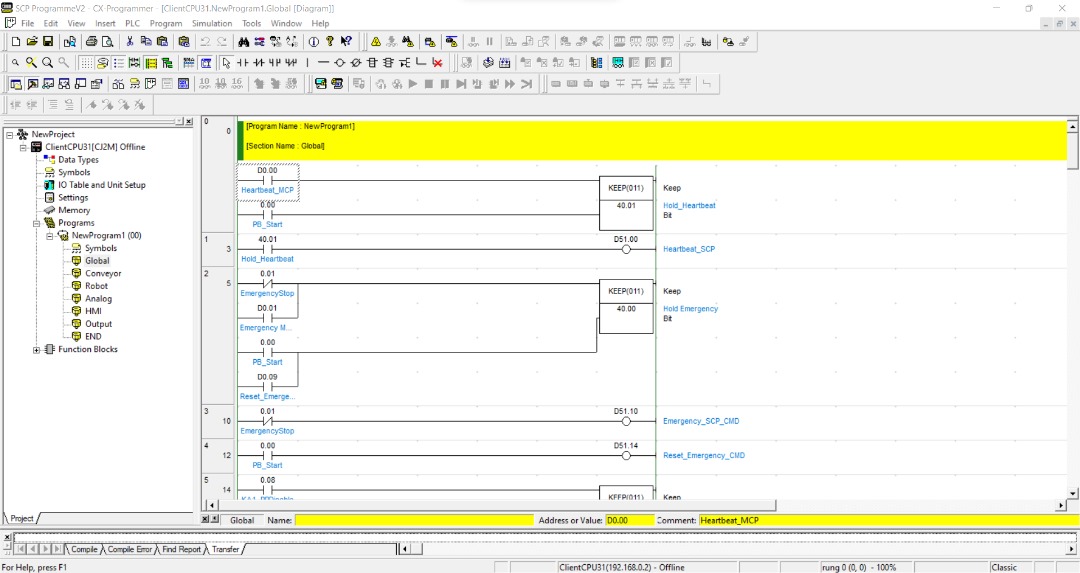 SCP ProgrammeV2 - CX-Programmer - [ClientCPU31.NewProgram1.Global [Diagram]]
File Edit View Insert PLC Program Simulation Tools Window Help
10 10 16
NewProject
ClientCPU31[CJ2M] Offline
Data Types
Symbols
IO Table and Unit Setup
Settings
Memory
Programs
NewProgram1 (00)
Symbols
Global
Conveyor
Robot
Analog
HMI
Output
END
Function Blocks
Project
0
0
[Program Name : NewProgram1]
[Section Name : Global]
D0.00
Heartbeat_MCP
KEEP(011)
Keep
0.00
PB_Start
40.01
Hold_Heartbeat
Bit
1
3
40.01
Hold_Heartbeat
D51.00
Heartbeat_SCP
2
5
0.01
EmergencyStop
KEEP(011)
Keep
D0.01
Emergency M...
40.00
Hold Emergency
Bit
0.00
PB_Start
D0.09
Reset_Emerge...
3
10
0.01
EmergencyStop
D51.10
Emergency_SCP_CMD
4
12
0.00
PB_Start
D51.14
Reset_Emergency_CMD
5
14
0.08
KEEP(011)
Keep
Global Name: Address or Value: D0.00 Comment: Heartbeat_MCP
Compile Compile Error Find Report Transfer
For Help, press F1
ClientCPU31(192.168.0.2) - Offline
rung 0 (0, 0) - 100%
Classic